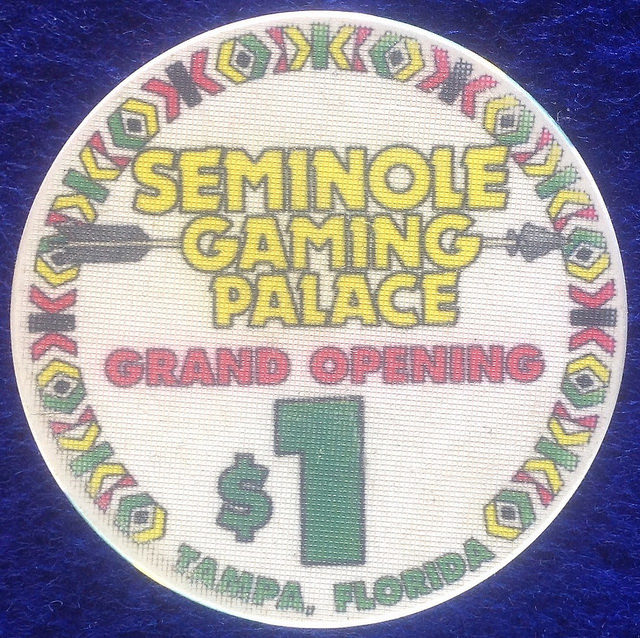 SEMINOLE
GAMING
PALACE
GRAND OPENING
$1
TAMPA, FLORIDA